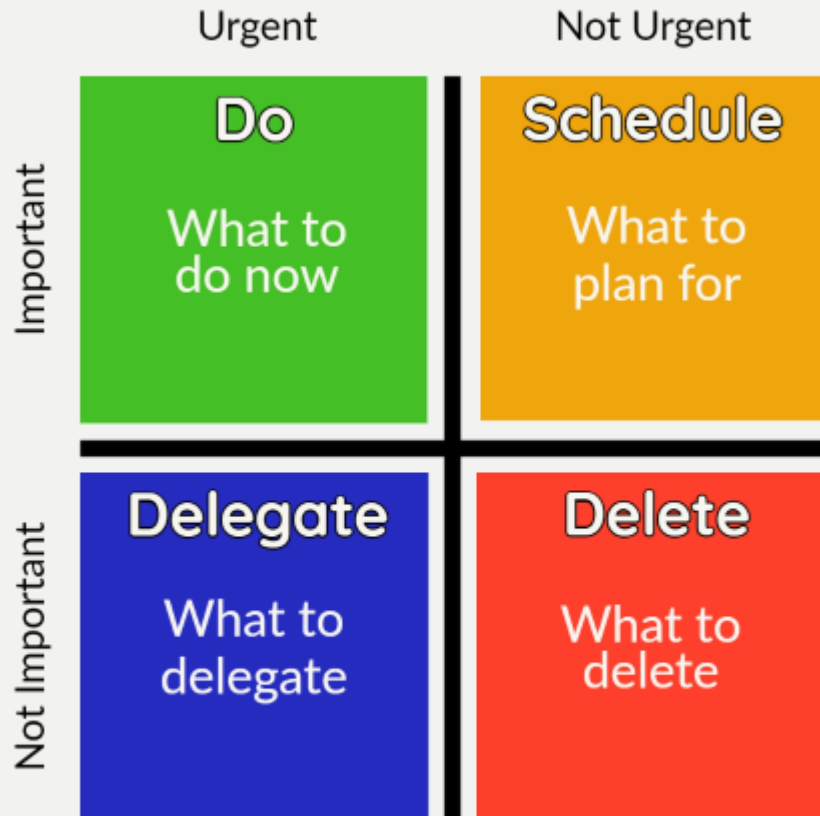 Urgent
Not Urgent
Important
Do
What to
do now
Schedule
What to
plan for
Not Important
Delegate
What to
delegate
Delete
What to
delete